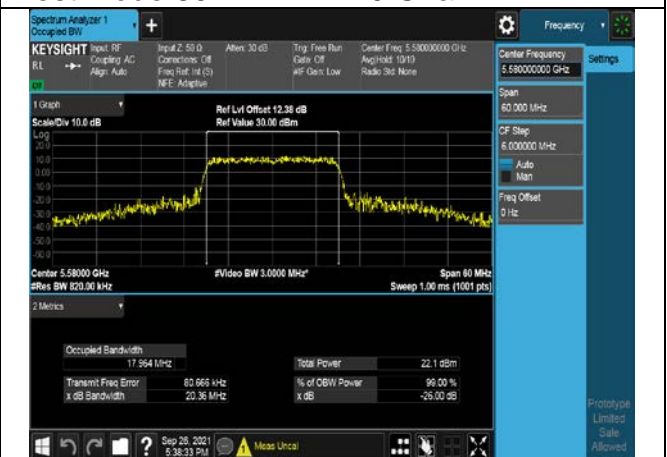 Spectrum Analyzer 1
Occupied BW
+
Frequency
KEYSIGHT
RL
Input: RF
Coupling: AC
Align: Auto
Input Z: 50 Ω
Corrections: Off
Freq Ref: Int (S)
NFE: Adaptive
Atten: 30 dB
Trig: Free Run
Gate: Off
#IF Gain: Low
Center Freq: 5.580000000 GHz
Avg|Hold: 10/10
Radio Std: None
Center Frequency
5.580000000 GHz
Settings
Span
60.000 MHz
CF Step
6.000000 MHz
Auto
Man
Freq Offset
0 Hz
1 Graph
Scale/Div 10.0 dB
Ref Lvl Offset 12.38 dB
Ref Value 30.00 dBm
Log
20.0
10.0
0.00
-10.0
-20.0
-30.0
-40.0
-50.0
-60.0
Center 5.58000 GHz
#Res BW 820.00 kHz
#Video BW 3.0000 MHz*
Span 60 MHz
Sweep 1.00 ms (1001 pts)
2 Metrics
Occupied Bandwidth
17.964 MHz
Total Power 22.1 dBm
Transmit Freq Error 80.666 kHz
% of OBW Power 99.00 %
x dB Bandwidth 20.36 MHz
x dB -26.00 dB
Prototype
Limited
Sale
Allowed
?
Sep 26, 2021
5:38:33 PM
Meas Uncal